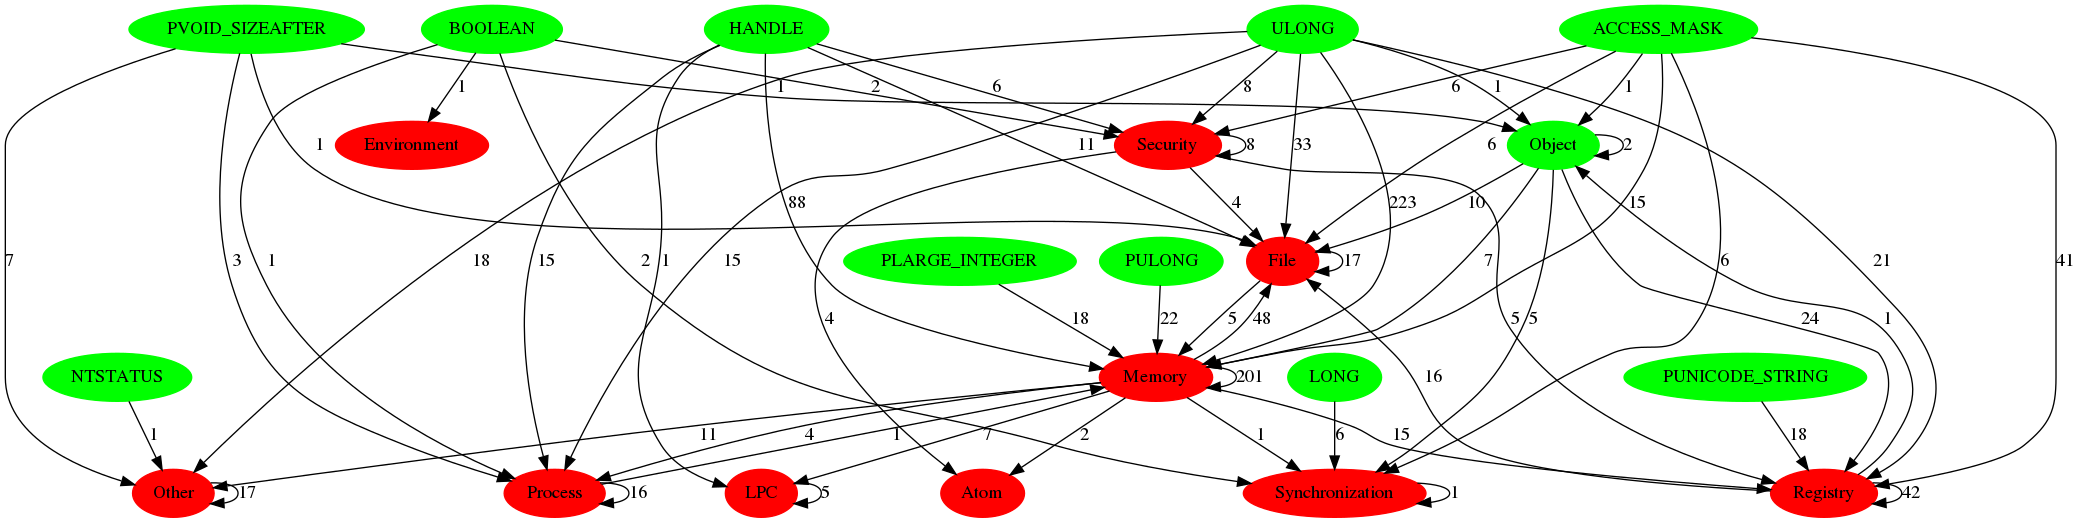 PVOID_SIZEAFTER
BOOLEAN
HANDLE
ULONG
ACCESS_MASK
1
1
2
6
8
6
1
1
Environment
Security
Object
1
11
8
33
6
2
88
4
223
10
15
7
3
1
18
15
2
1
15
4
PLARGE_INTEGER
PULONG
File
17
7
6
21
41
18
22
5
48
5
5
24
1
NTSTATUS
Memory
201
LONG
16
PUNICODE_STRING
1
11
4
1
7
2
1
6
15
18
Other
17
Process
16
LPC
5
Atom
Synchronization
1
Registry
42